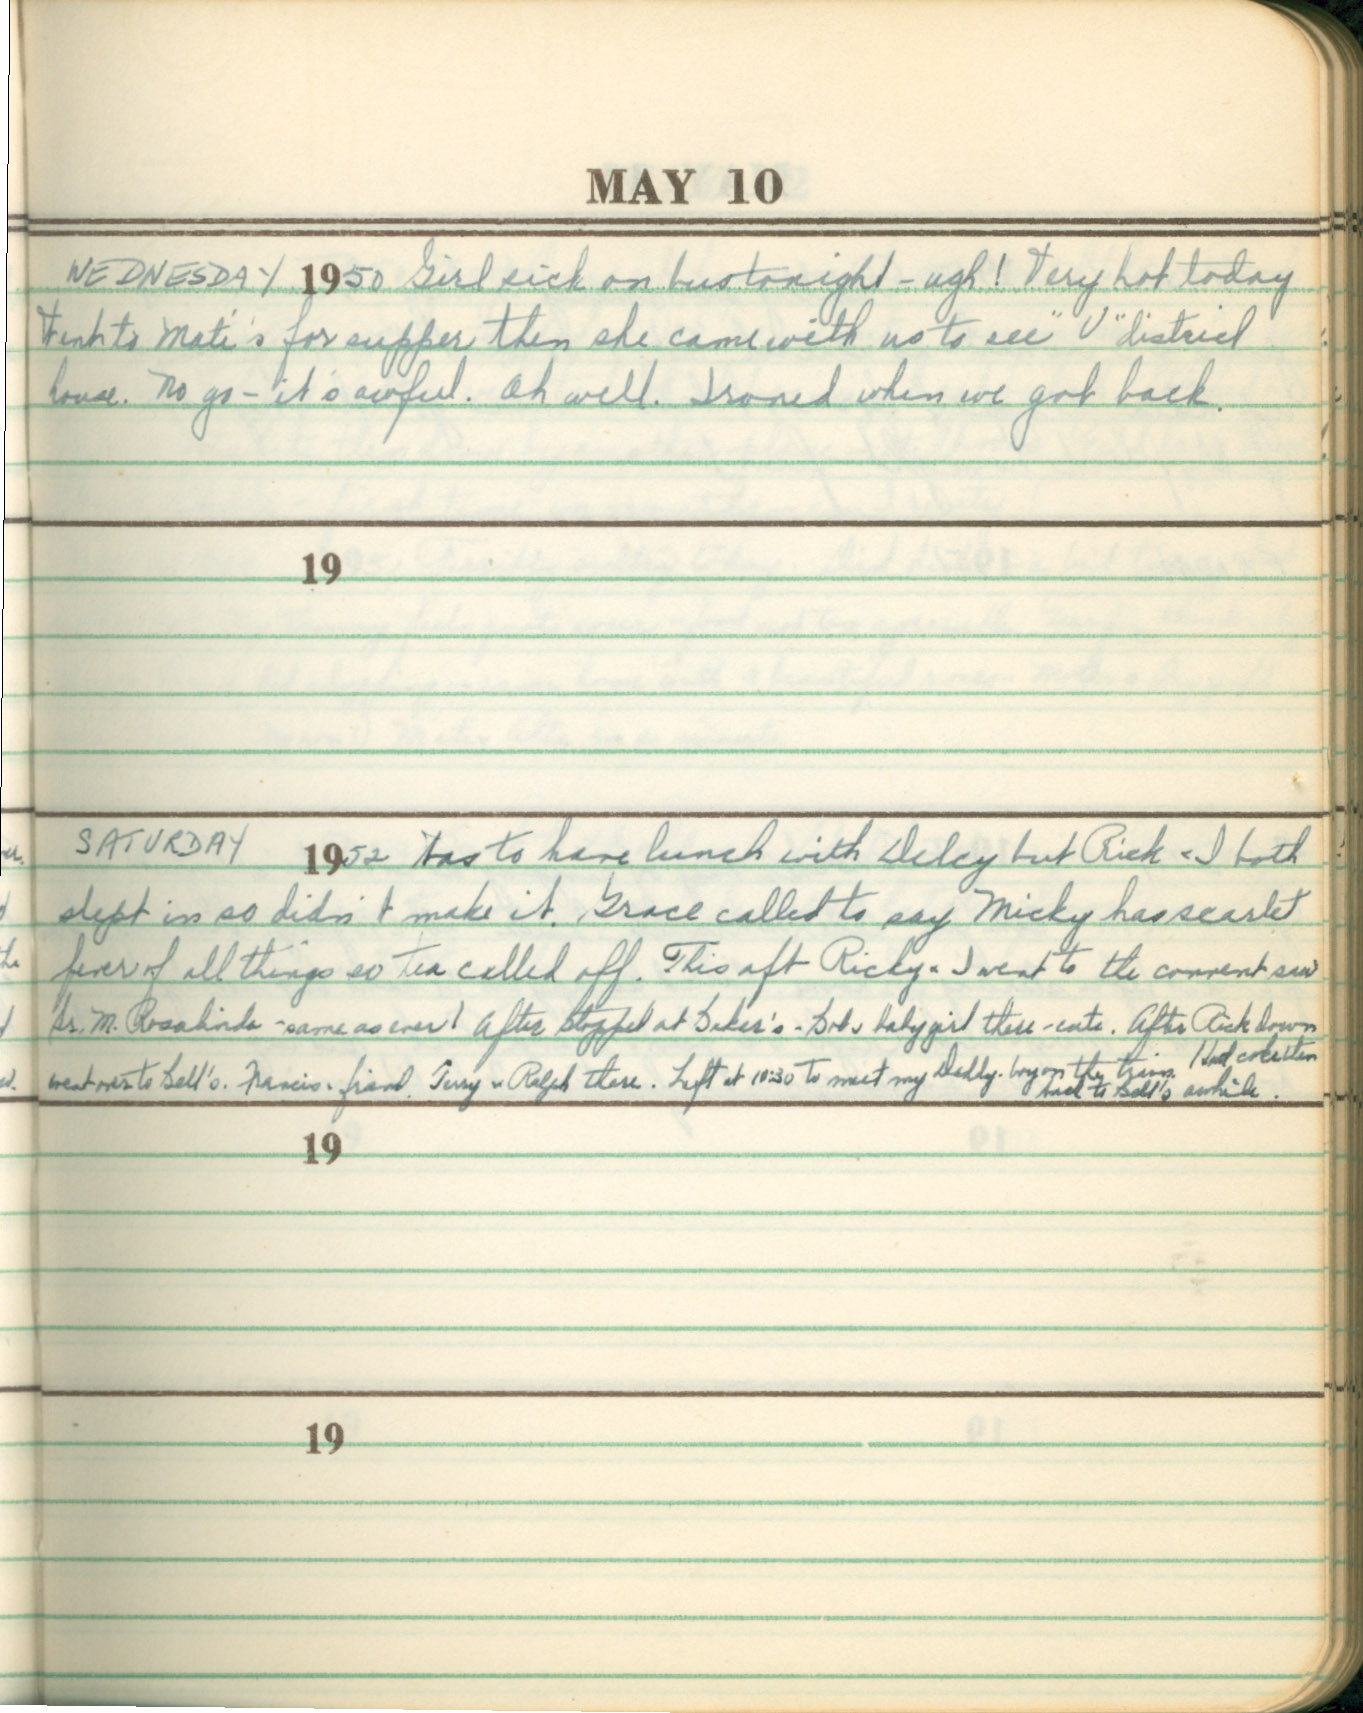 MAY 10
WEDNESDAY 1950 Girl sick on bus tonight - ugh! Very hot today
Went to Mate's for supper then she came with us to see "V" district
house. No go - it's awful. Oh well. Ironed when we got back.
19
SATURDAY 1952 Was to have lunch with Delcy but Rick & I both
slept in so didn't make it. Grace called to say Micky has scarlet
fever of all things so tea called off. This aft Ricky & I went to the convent saw
Sr. M. Rosalinda - same as ever! After stopped at Baker's - Bob & baby girl there - cute. After Rick down
went over to Bell's. Francis & friend, Terry & Ralph there. Left at 10:30 to meet my Daddy-boy on the train. Had coke then
back to Bell's awhile.
19
19